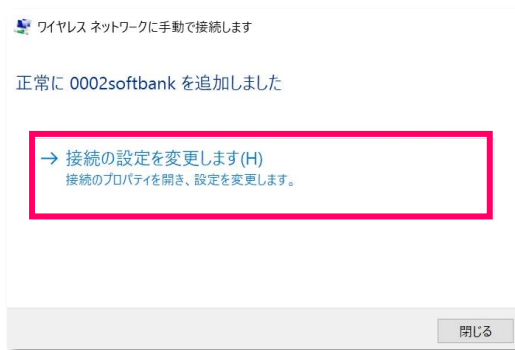 ワイヤレス ネットワークに手動で接続します
正常に 0002softbank を追加しました
→ 接続の設定を変更します(H)
接続のプロパティを開き、設定を変更します。
閉じる